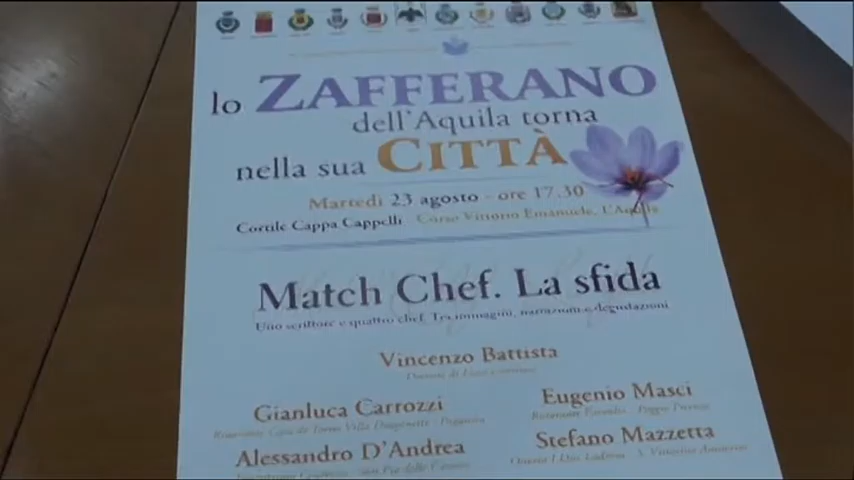 lo ZAFFERANO
dell'Aquila torna
nella sua CITTÀ
Martedì 23 agosto - ore 17.30
Cortile Cappa Cappelli. Corso Vittorio Emanuele, L'Aquila
Match Chef. La sfida
Uno scrittore e quattro chef. Tra immagini, narrazioni e degustazioni
Vincenzo Battista
Gianluca Carrozzi
Eugenio Masci
Alessandro D'Andrea
Stefano Mazzetta